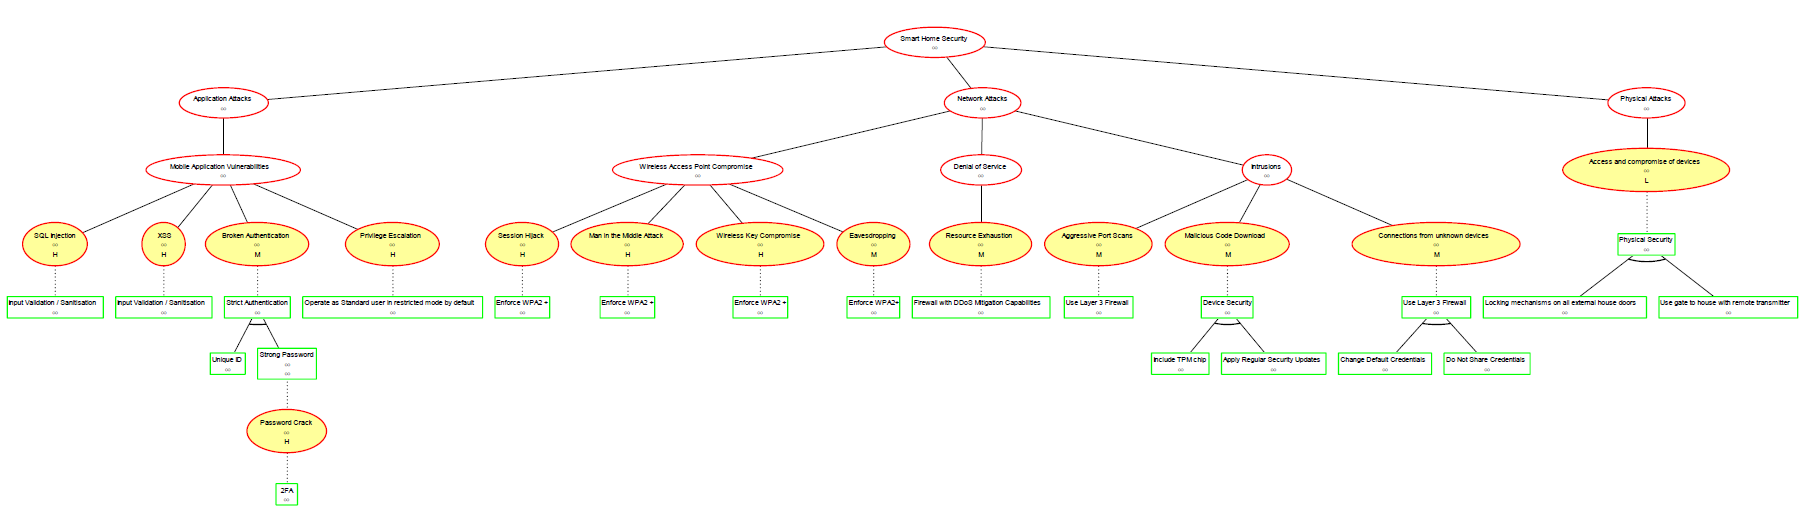 Smart Home Security
∞
Application Attacks
∞
Network Attacks
∞
Physical Attacks
∞
Mobile Application Vulnerabilities
∞
Wireless Access Point Compromise
∞
Denial of Service
∞
Intrusions
∞
Access and compromise of devices
∞
L
SQL Injection
∞
H
XSS
∞
H
Broken Authentication
∞
M
Privilege Escalation
∞
H
Session Hijack
∞
H
Man in the Middle Attack
∞
H
Wireless Key Compromise
∞
H
Eavesdropping
∞
M
Resource Exhaustion
∞
M
Aggressive Port Scans
∞
M
Malicious Code Download
∞
M
Connections from unknown devices
∞
M
Physical Security
∞
Input Validation / Sanitisation
∞
Input Validation / Sanitisation
∞
Strict Authentication
∞
Operate as Standard user in restricted mode by default
∞
Enforce WPA2 +
∞
Enforce WPA2 +
∞
Enforce WPA2 +
∞
Enforce WPA2+
∞
Firewall with DDoS Mitigation Capabilities
∞
Use Layer 3 Firewall
∞
Device Security
∞
Use Layer 3 Firewall
∞
Locking mechanisms on all external house doors
∞
Use gate to house with remote transmitter
∞
Unique ID
∞
Strong Password
∞
∞
Include TPM chip
∞
Apply Regular Security Updates
∞
Change Default Credentials
∞
Do Not Share Credentials
∞
Password Crack
∞
H
2FA
∞